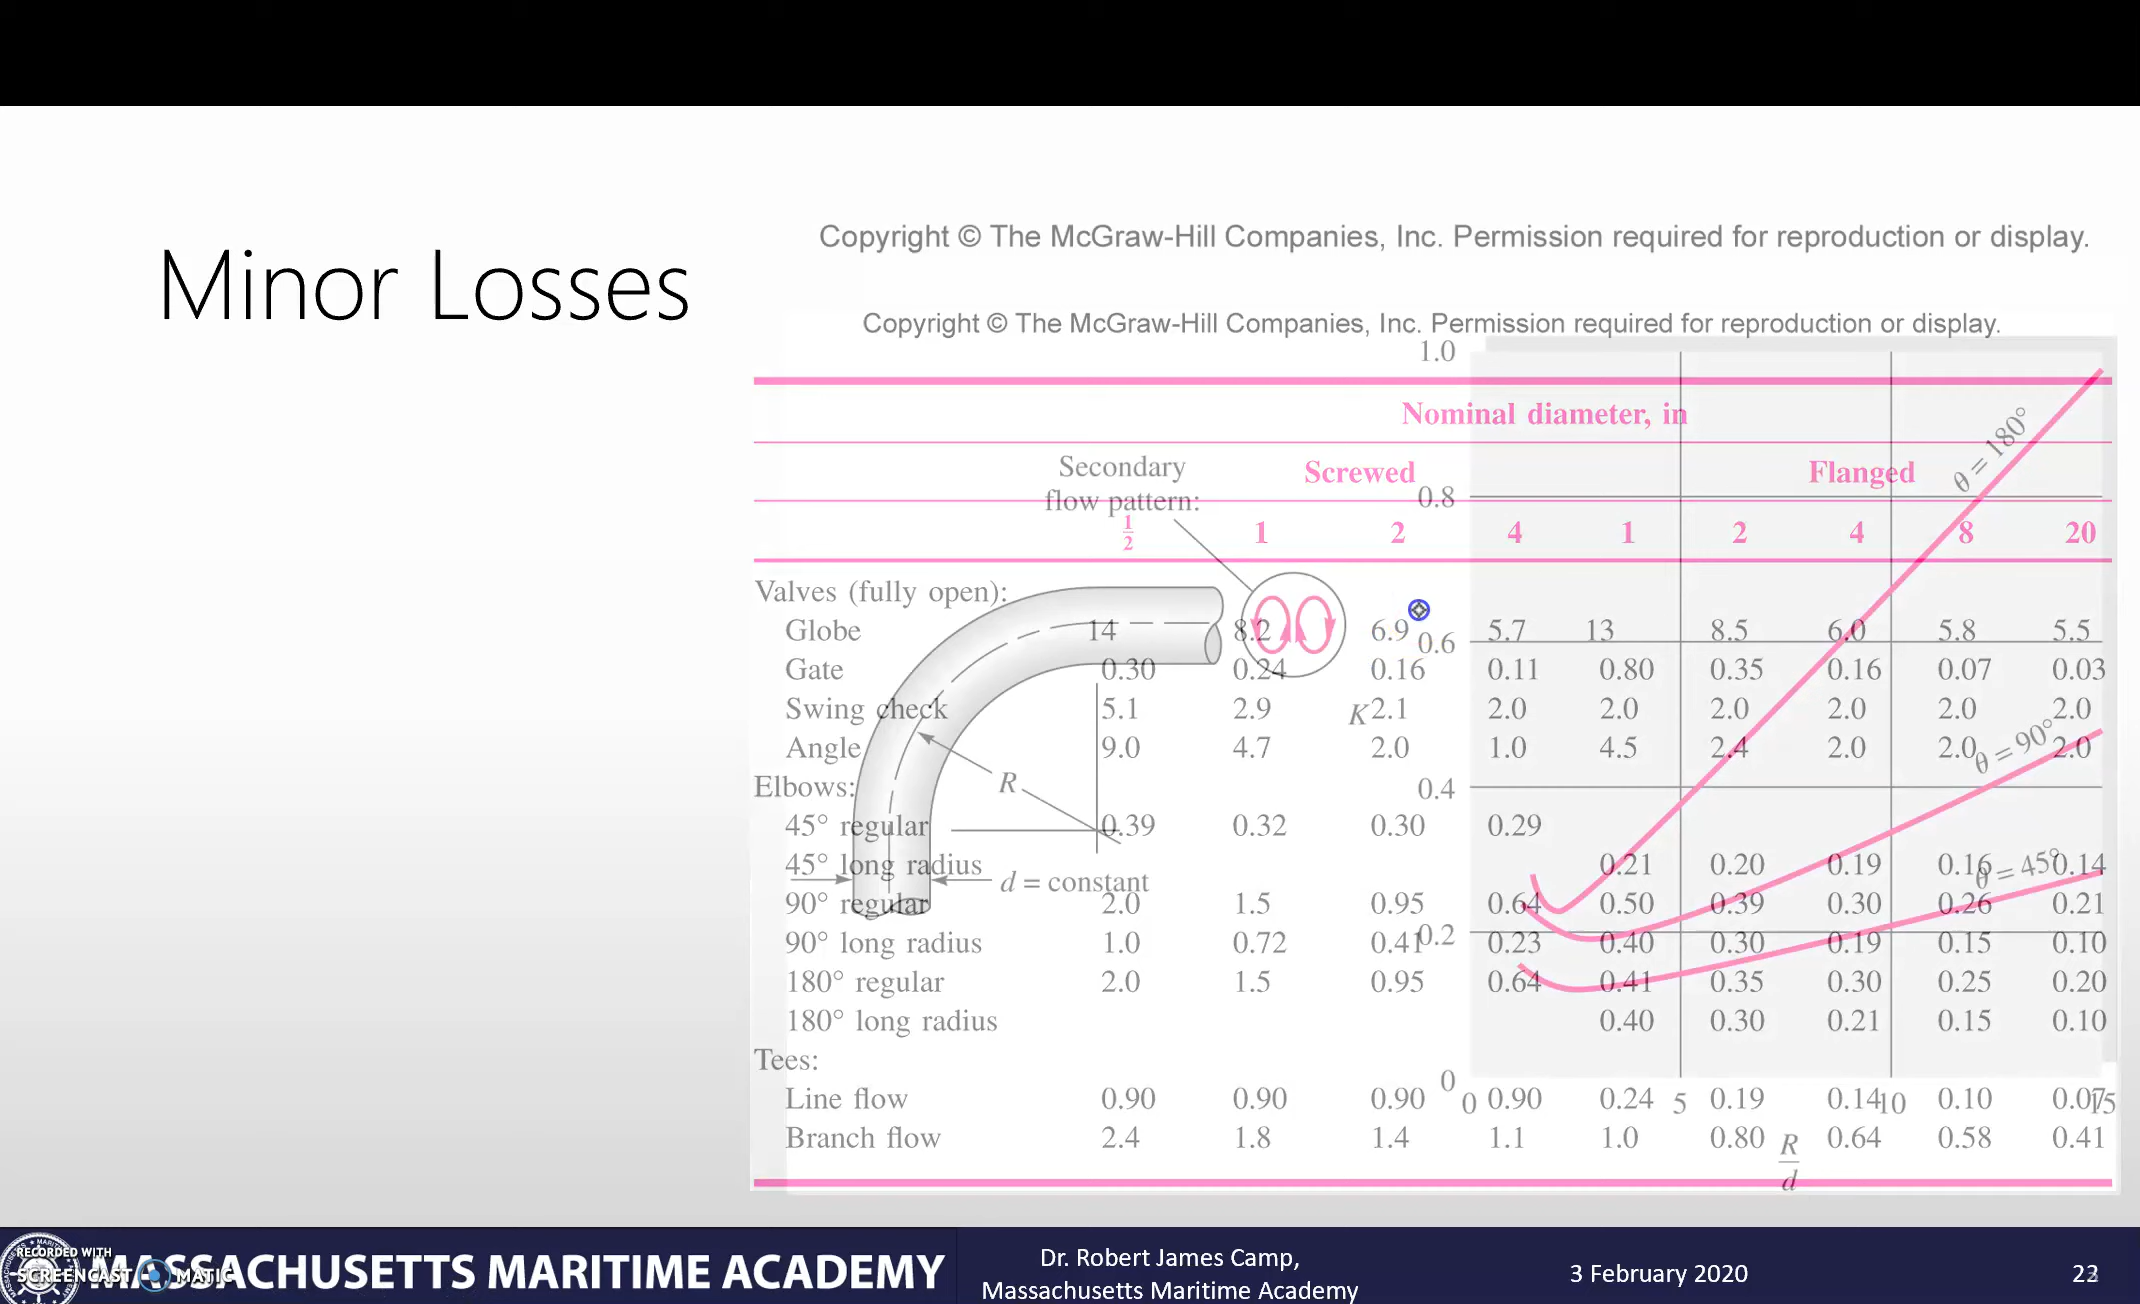 Minor Losses
Copyright © The McGraw-Hill Companies, Inc. Permission required for reproduction or display.
Copyright © The McGraw-Hill Companies, Inc. Permission required for reproduction or display.
Nominal diameter, in
Screwed Flanged
1/2 1 2 4 1 2 4 8 20
Valves (fully open):
Globe 14 8.2 6.9 5.7 13 8.5 6.0 5.8 5.5
Gate 0.30 0.24 0.16 0.11 0.80 0.35 0.16 0.07 0.03
Swing check 5.1 2.9 2.1 2.0 2.0 2.0 2.0 2.0 2.0
Angle 9.0 4.7 2.0 1.0 4.5 2.4 2.0 2.0 2.0
Elbows:
45° regular 0.39 0.32 0.30 0.29
45° long radius 0.21 0.20 0.19 0.16 0.14
90° regular 2.0 1.5 0.95 0.64 0.50 0.39 0.30 0.26 0.21
90° long radius 1.0 0.72 0.41 0.23 0.40 0.30 0.19 0.15 0.10
180° regular 2.0 1.5 0.95 0.64 0.41 0.35 0.30 0.25 0.20
180° long radius 0.40 0.30 0.21 0.15 0.10
Tees:
Line flow 0.90 0.90 0.90 0.90 0.24 0.19 0.14 0.10 0.07
Branch flow 2.4 1.8 1.4 1.1 1.0 0.80 0.64 0.58 0.41
Secondary
flow pattern:
R
d = constant
1.0
0.8
0.6
K
0.4
0.2
0
0 5 10 15
R/d
θ = 180°
θ = 90°
θ = 45°
RECORDED WITH
SCREENCAST MATIC
MASSACHUSETTS MARITIME ACADEMY
Dr. Robert James Camp,
Massachusetts Maritime Academy
3 February 2020